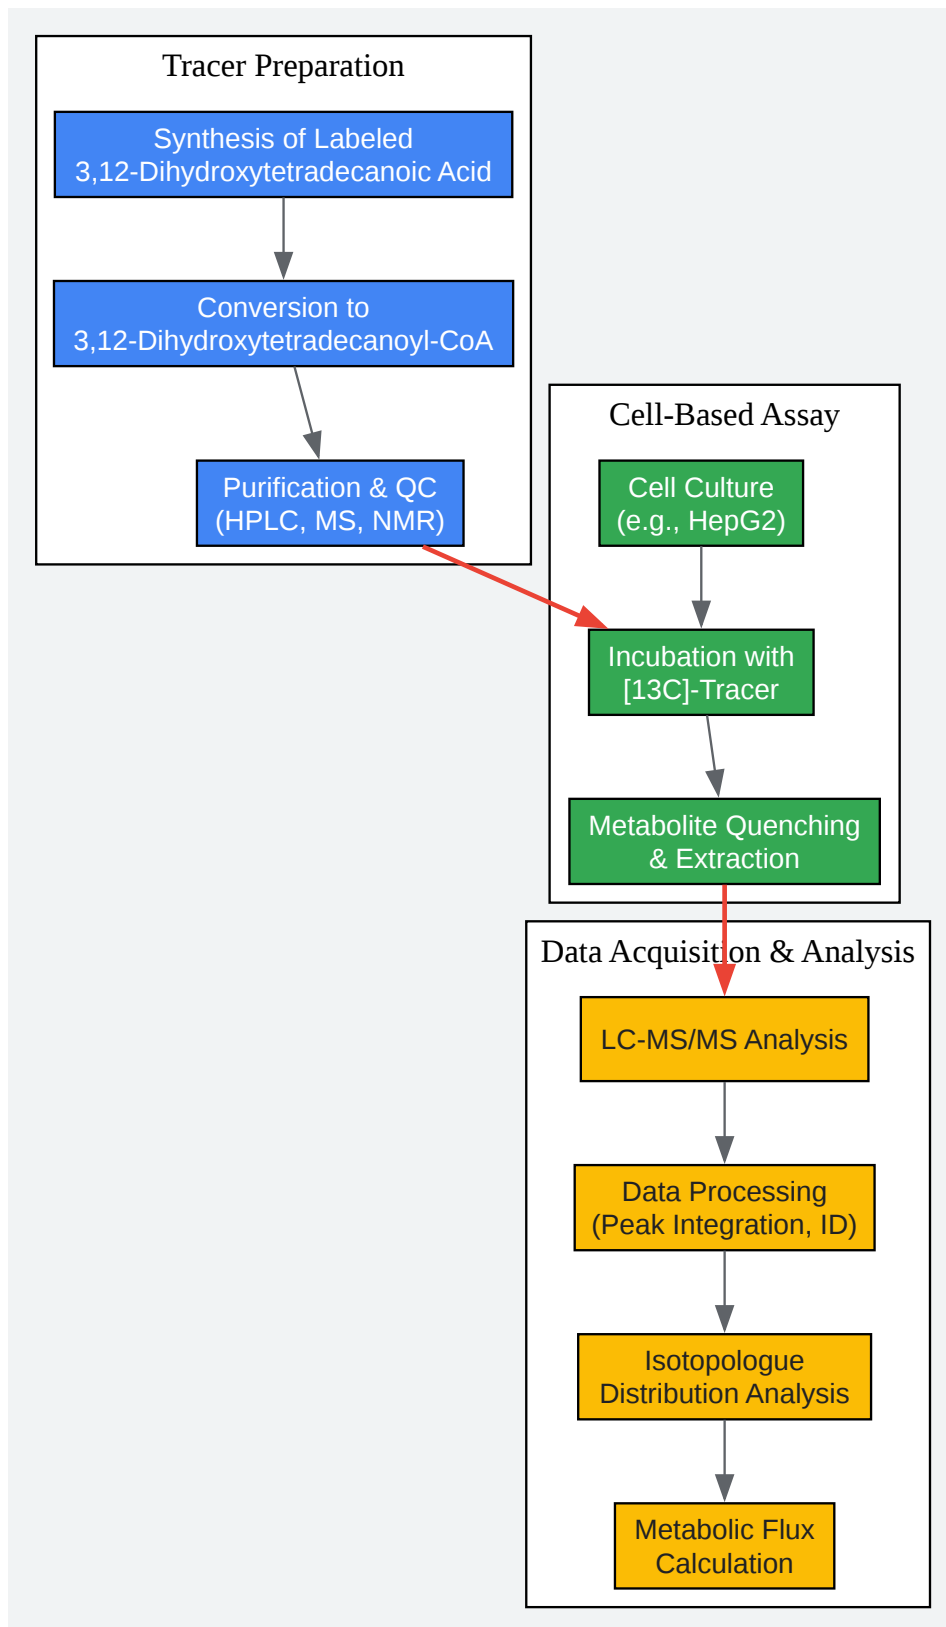 Tracer Preparation
Synthesis of Labeled
3,12-Dihydroxytetradecanoic Acid
Conversion to
3,12-Dihydroxytetradecanoyl-CoA
Purification & QC
(HPLC, MS, NMR)
Cell-Based Assay
Cell Culture
(e.g., HepG2)
Incubation with
[13C]-Tracer
Metabolite Quenching
& Extraction
Data Acquisition & Analysis
LC-MS/MS Analysis
Data Processing
(Peak Integration, ID)
Isotopologue
Distribution Analysis
Metabolic Flux
Calculation